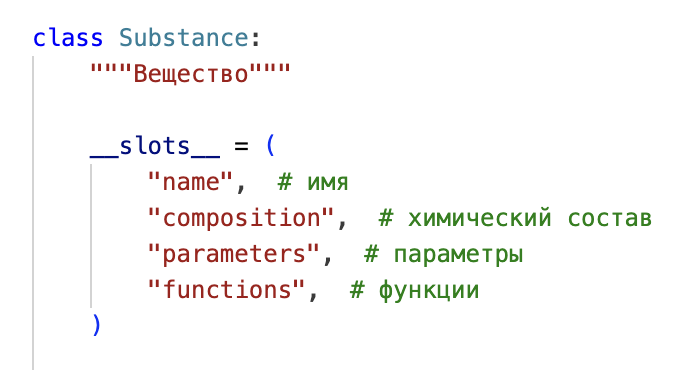 class Substance:
"""Вещество"""
__slots__ = (
"name",  # имя
"composition",  # химический состав
"parameters",  # параметры
"functions",  # функции
)